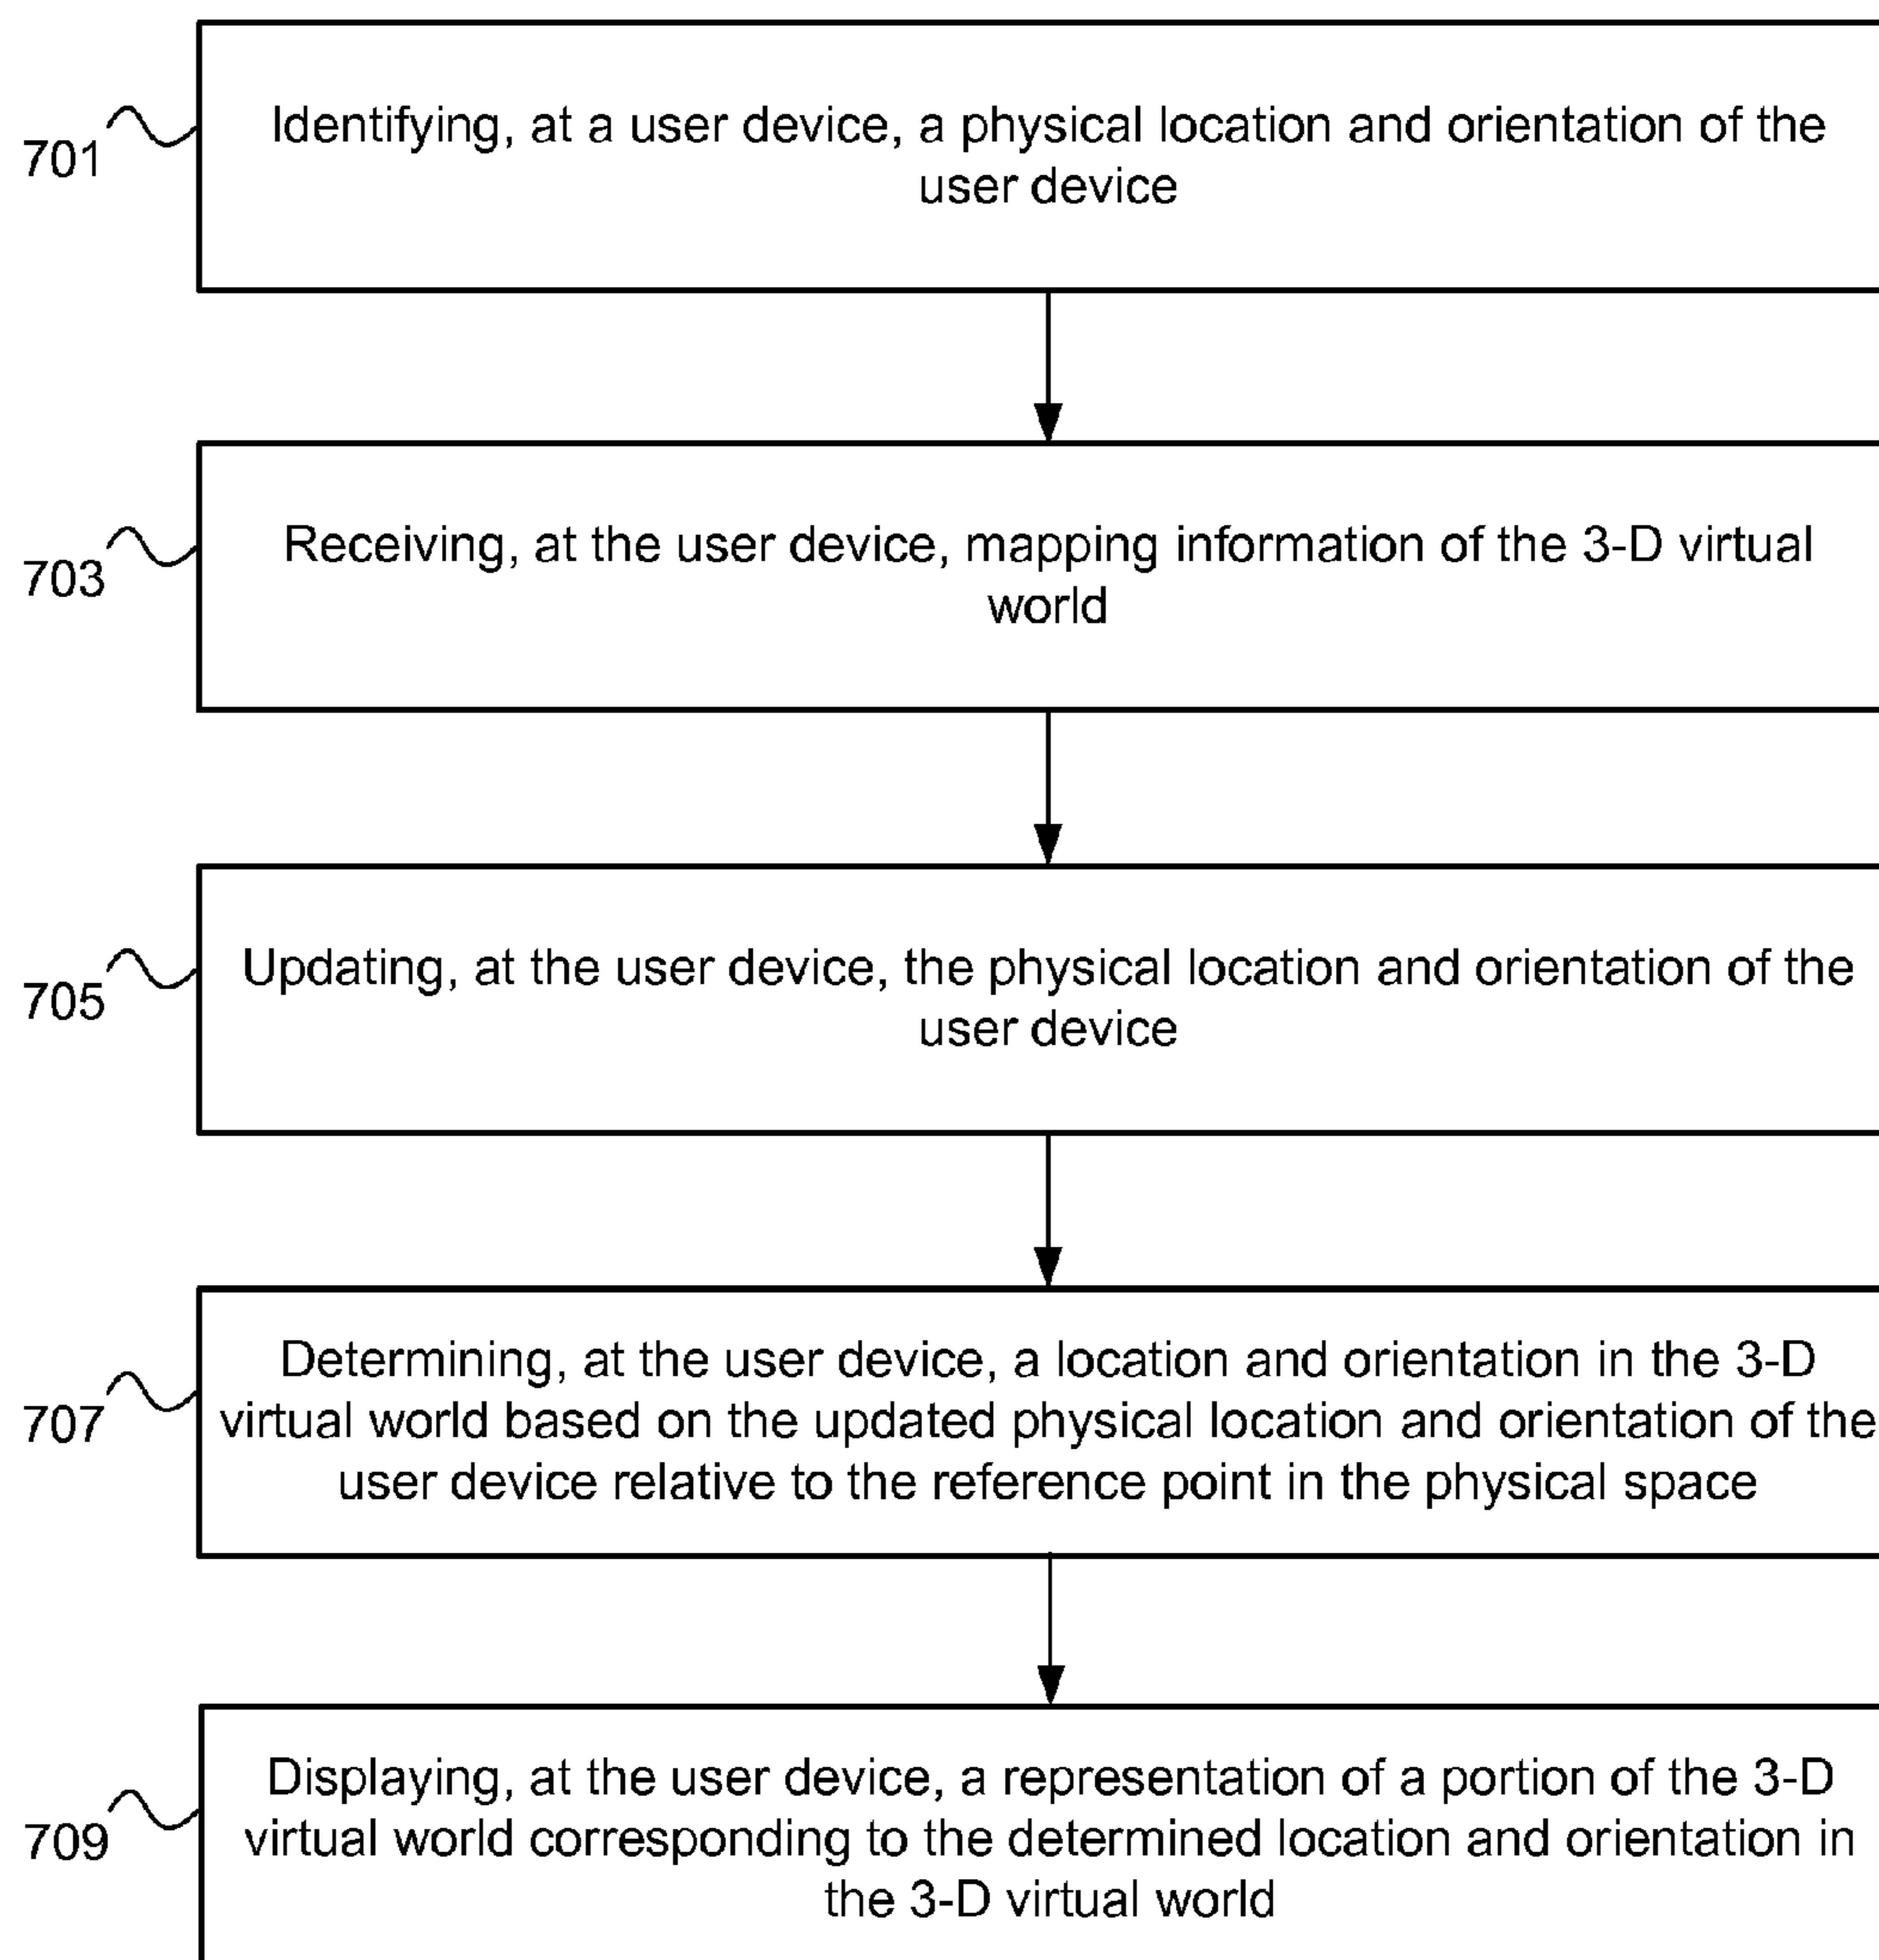 701
Identifying, at a user device, a physical location and orientation of the
user device
703
Receiving, at the user device, mapping information of the 3-D virtual
world
705
Updating, at the user device, the physical location and orientation of the
user device
707
Determining, at the user device, a location and orientation in the 3-D
virtual world based on the updated physical location and orientation of the
user device relative to the reference point in the physical space
709
Displaying, at the user device, a representation of a portion of the 3-D
virtual world corresponding to the determined location and orientation in
the 3-D virtual world